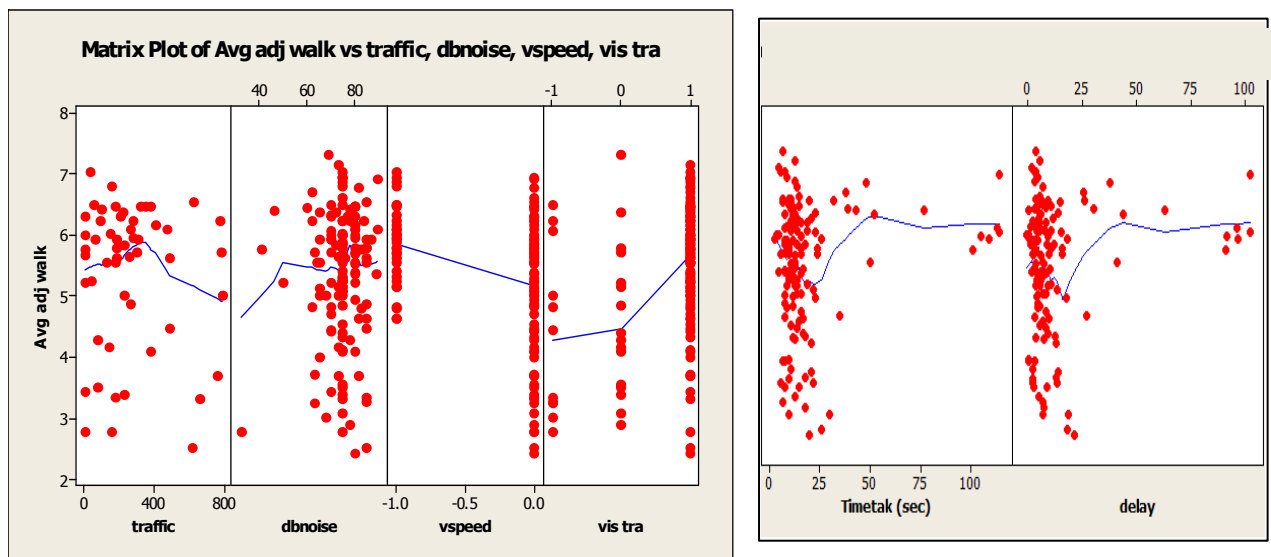 Matrix Plot of Avg adj walk vs traffic, dbnoise, vspeed, vis tra
40 60 80 -1 0 1
8
7
6
5
4
3
2
Avg adj walk
0 400 800 -1.0 -0.5 0.0
traffic dbnoise vspeed vis tra
0 25 50 75 100
0 25 50 75 100
Timetak (sec) delay